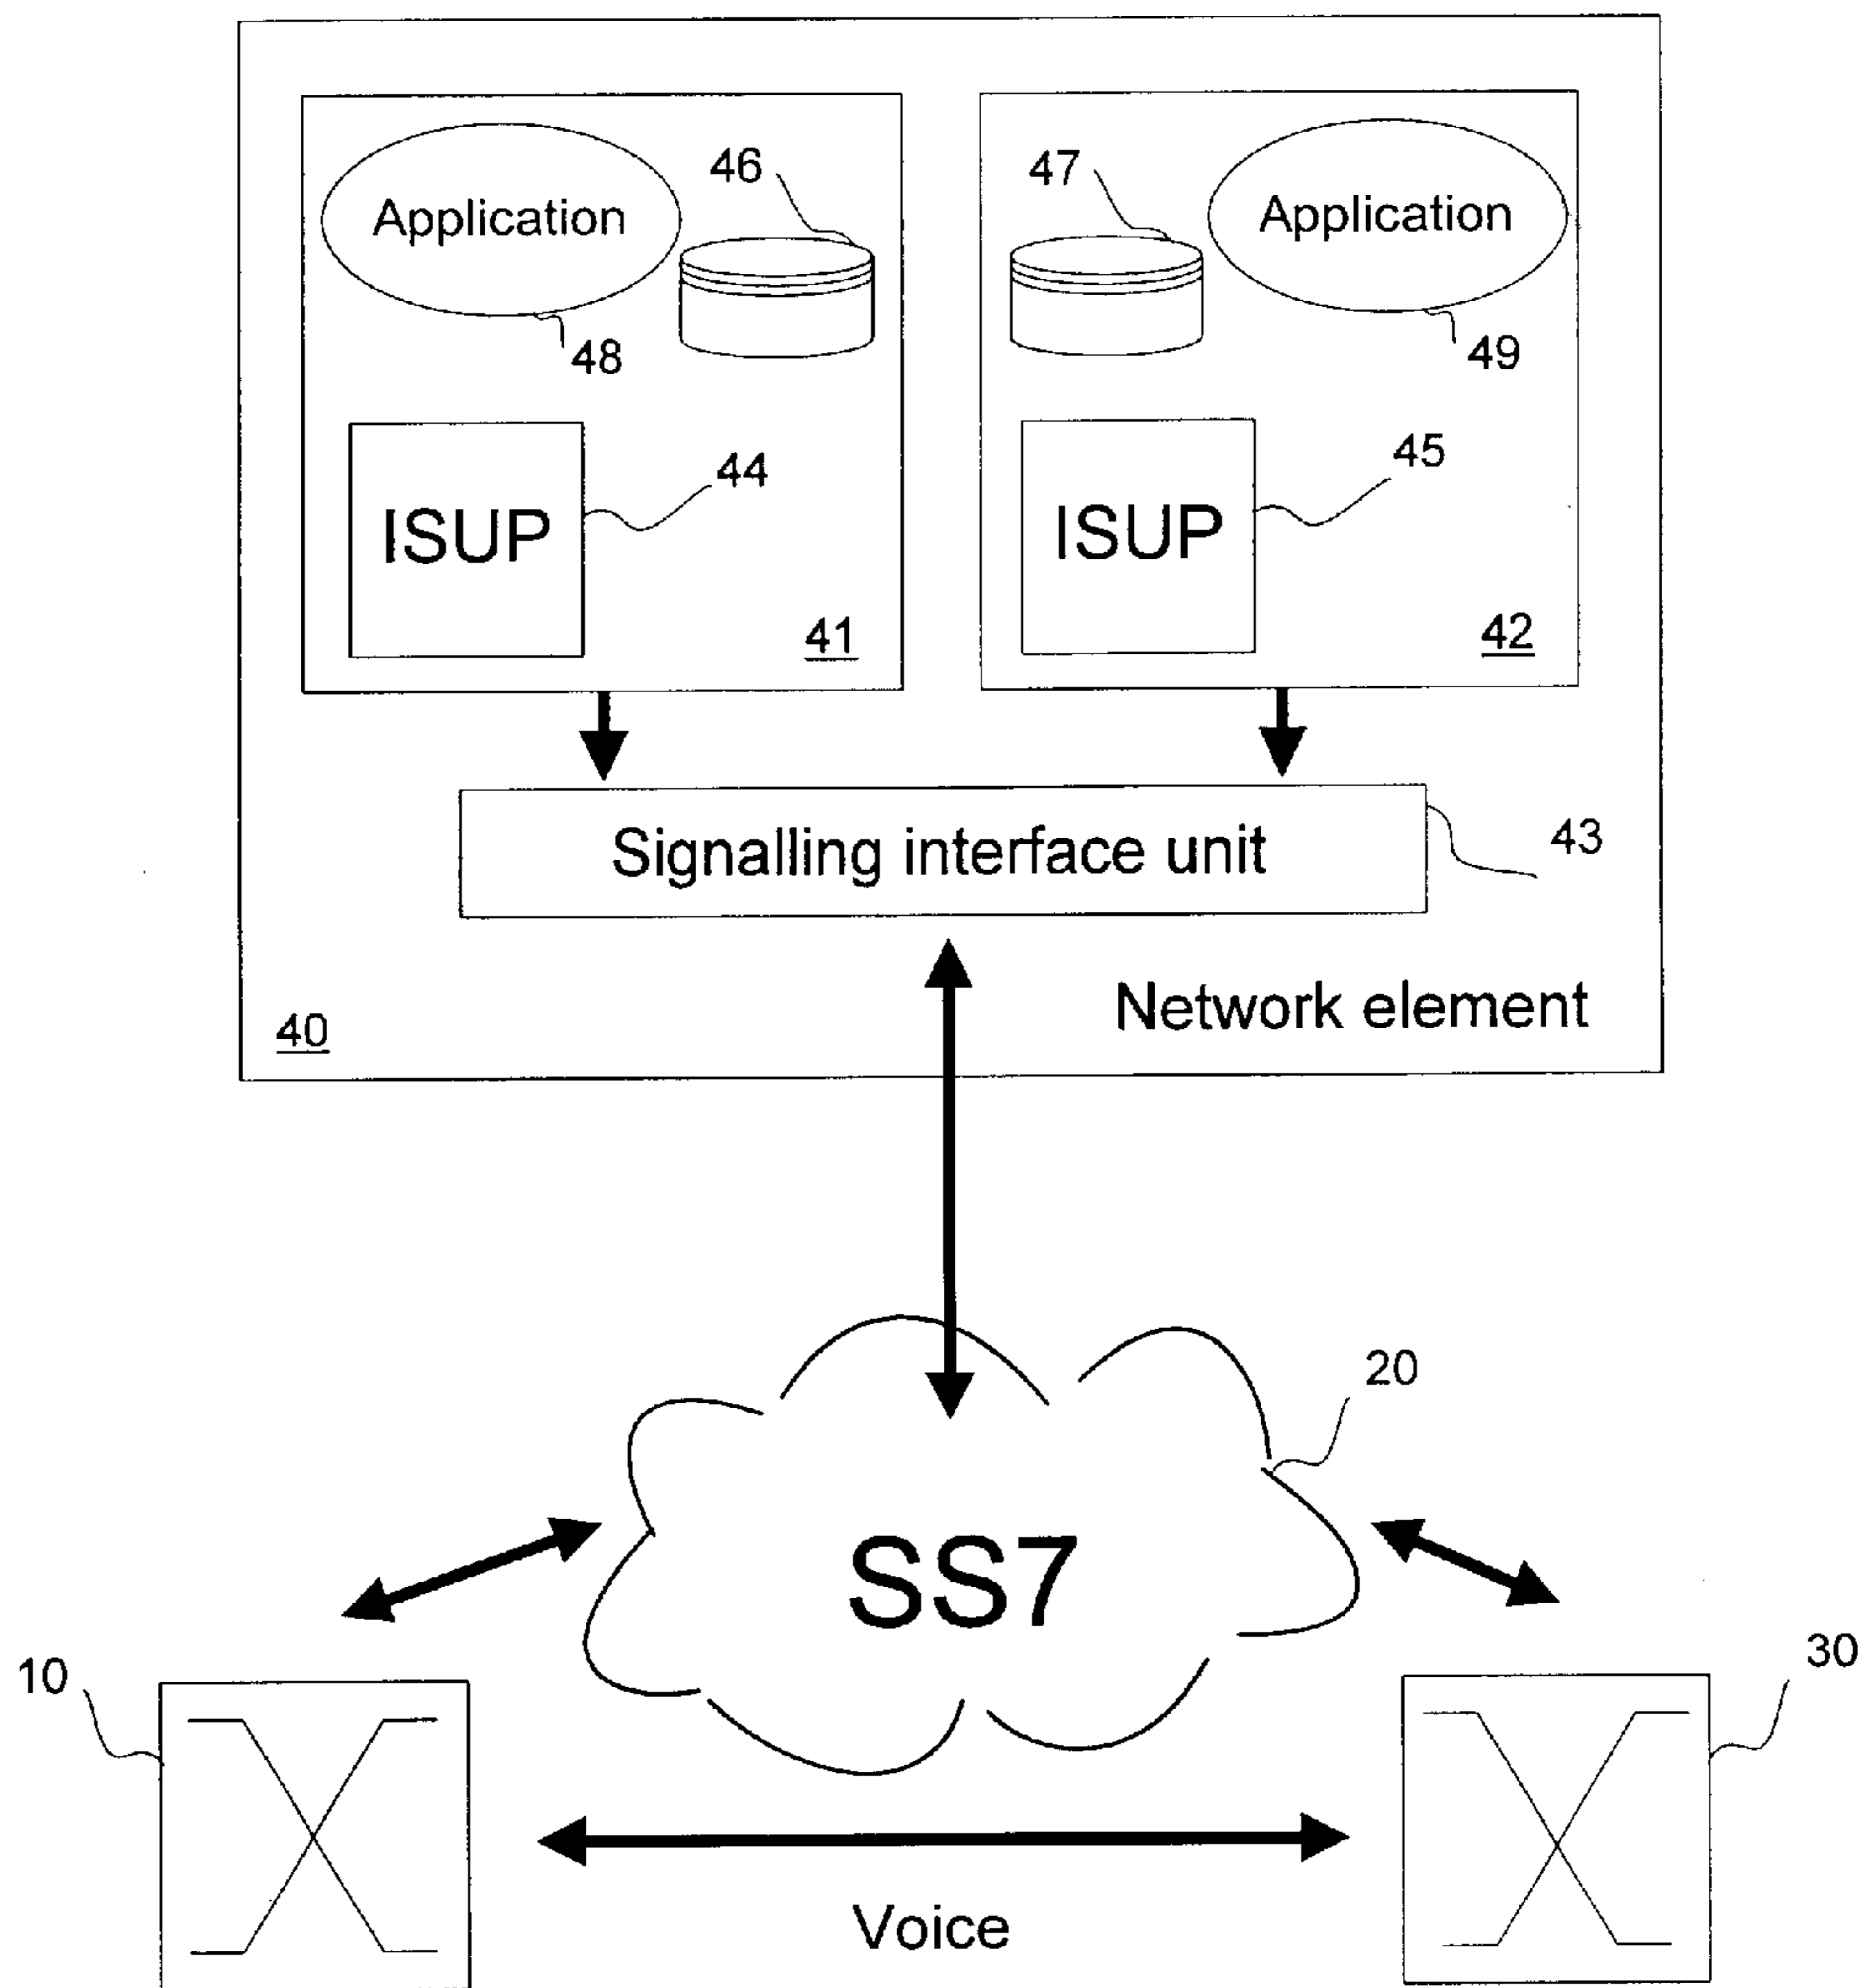 46
47
Application
Application
48
49
44
45
ISUP
ISUP
41
42
43
Signalling interface unit
Network element
40
20
SS7
10
30
Voice